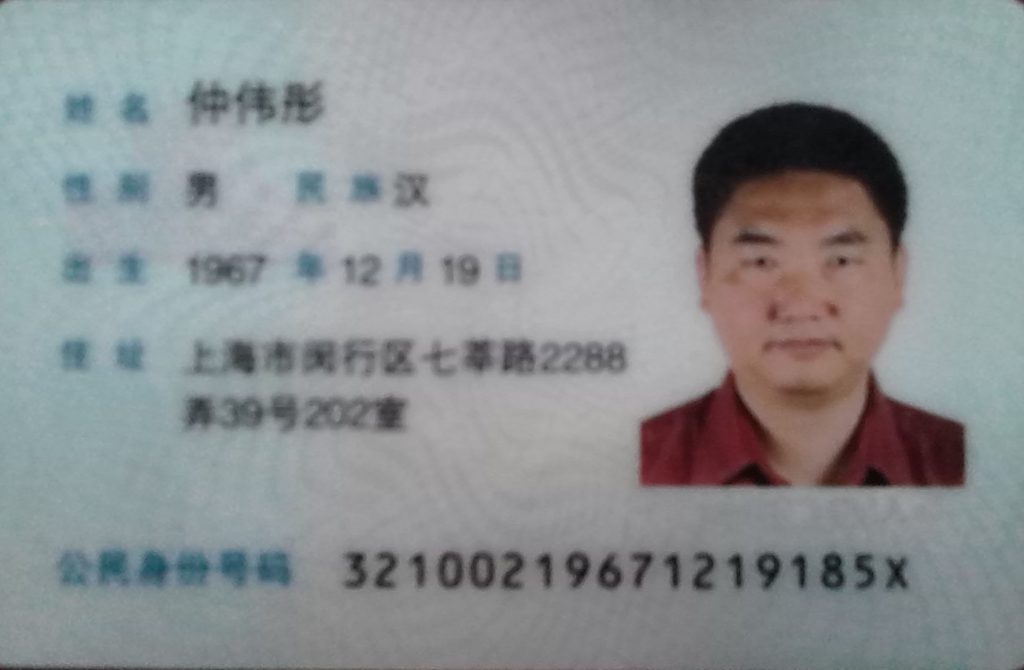 姓名 仲伟彤
性别 男 民族 汉
出生 1967 年 12 月 19 日
住址 上海市闵行区七莘路2288
弄39号202室
公民身份号码 32100219671219185X